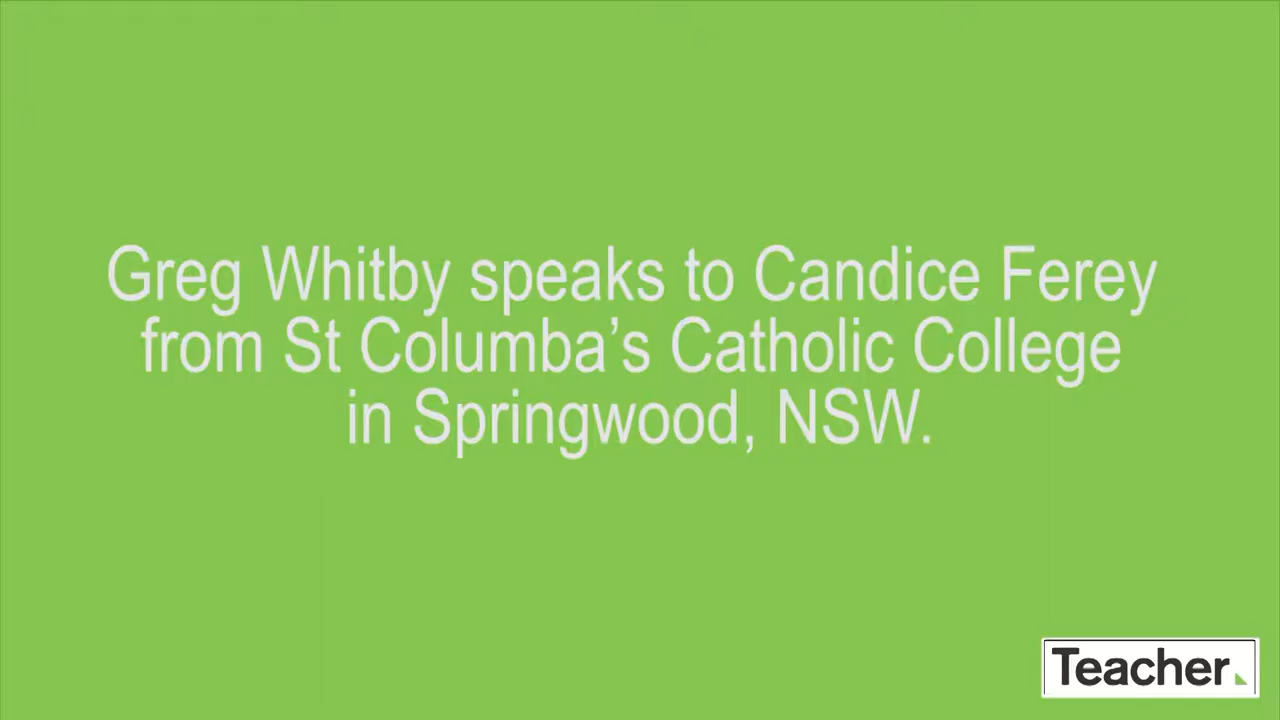 Greg Whitby speaks to Candice Ferey
from St Columba’s Catholic College
in Springwood, NSW.
Teacher